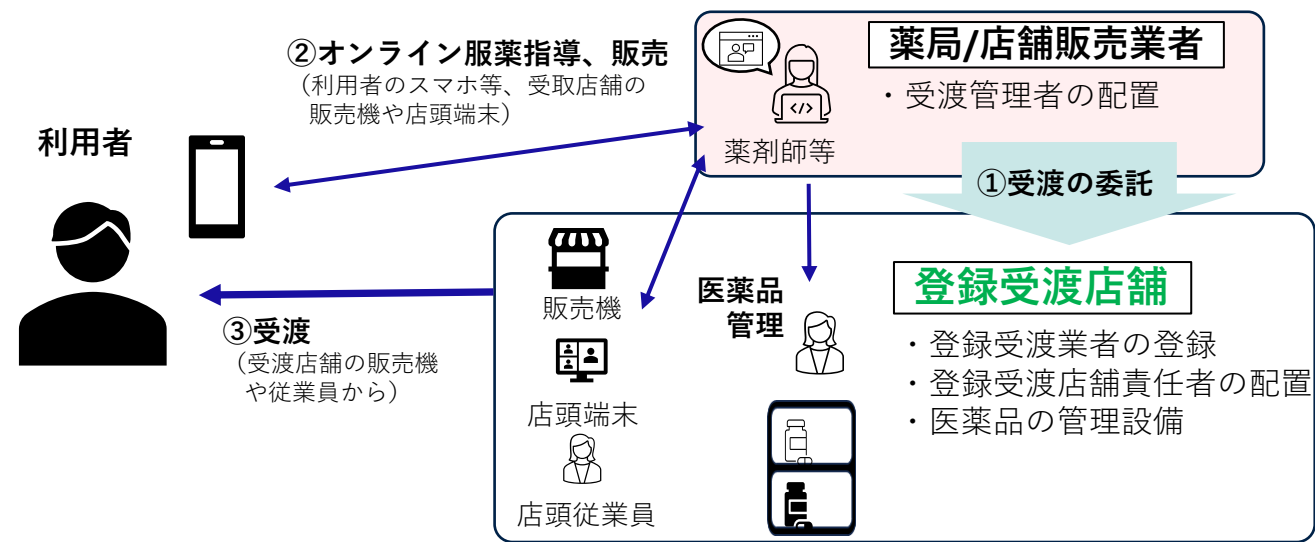 ②オンライン服薬指導、販売
（利用者のスマホ等、受取店舗の
販売機や店頭端末）
利用者
薬局/店舗販売業者
・受渡管理者の配置
</>
薬剤師等
①受渡の委託
③受渡
（受渡店舗の販売機
や従業員から）
販売機
店頭端末
店頭従業員
医薬品
管理
登録受渡店舗
・登録受渡業者の登録
・登録受渡店舗責任者の配置
・医薬品の管理設備